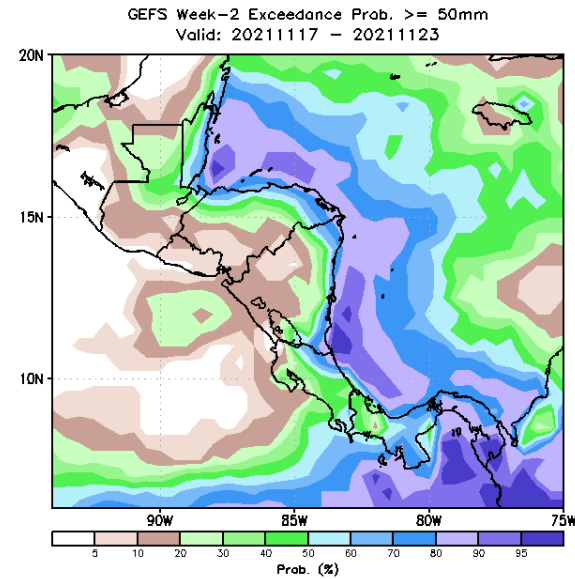 GEFS Week-2 Exceedance Prob. >= 50mm
Valid: 20211117 - 20211123
20N
15N
10N
90W 85W 80W 75W
5 10 20 30 40 50 60 70 80 90 95
Prob. (%)